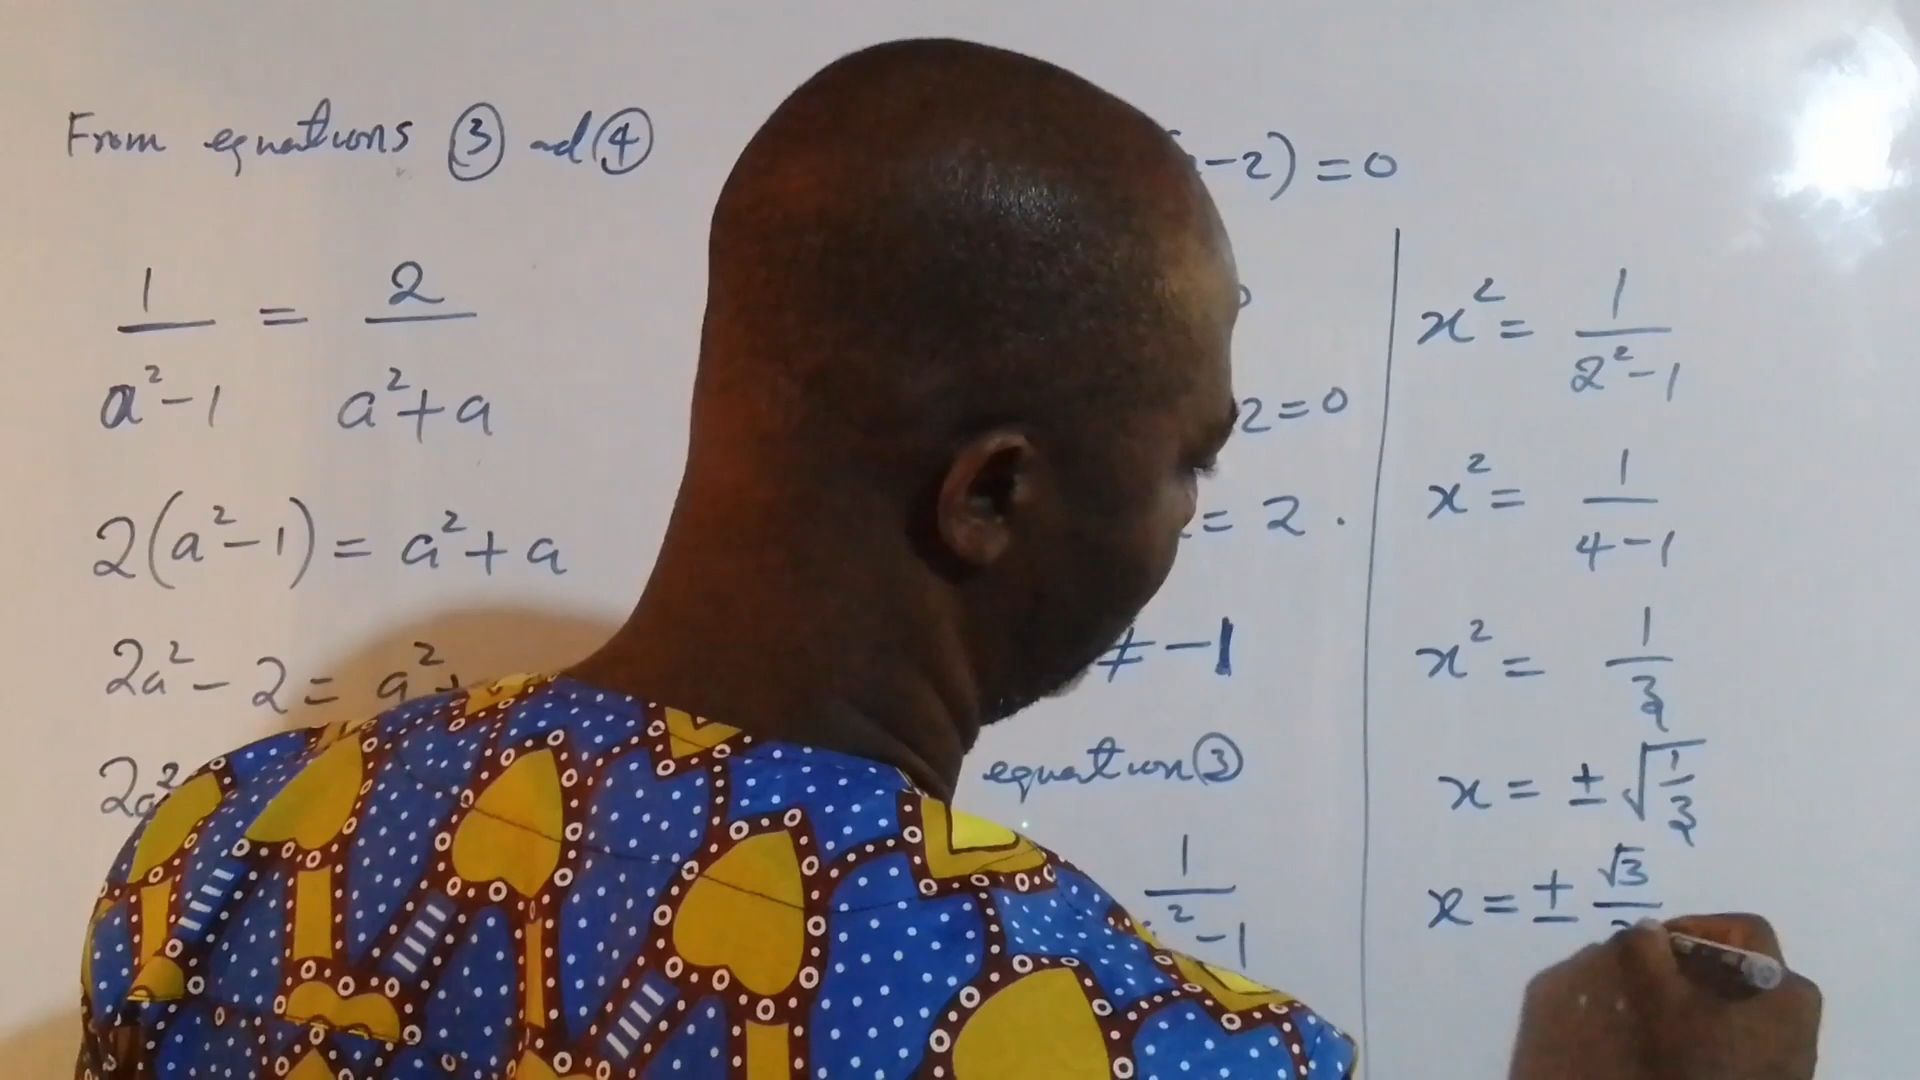 From equations ③ and ④
1/(a²-1) = 2/(a²+a)
2(a²-1) = a²+a
2a²-2 = a²+
2a²
-2) = 0
2 = 0
= 2.
≠ -1
equation ③
1
²-1
x² = 1/(2²-1)
x² = 1/(4-1)
x² = 1/3
x = ±√(1/3)
x = ± √3